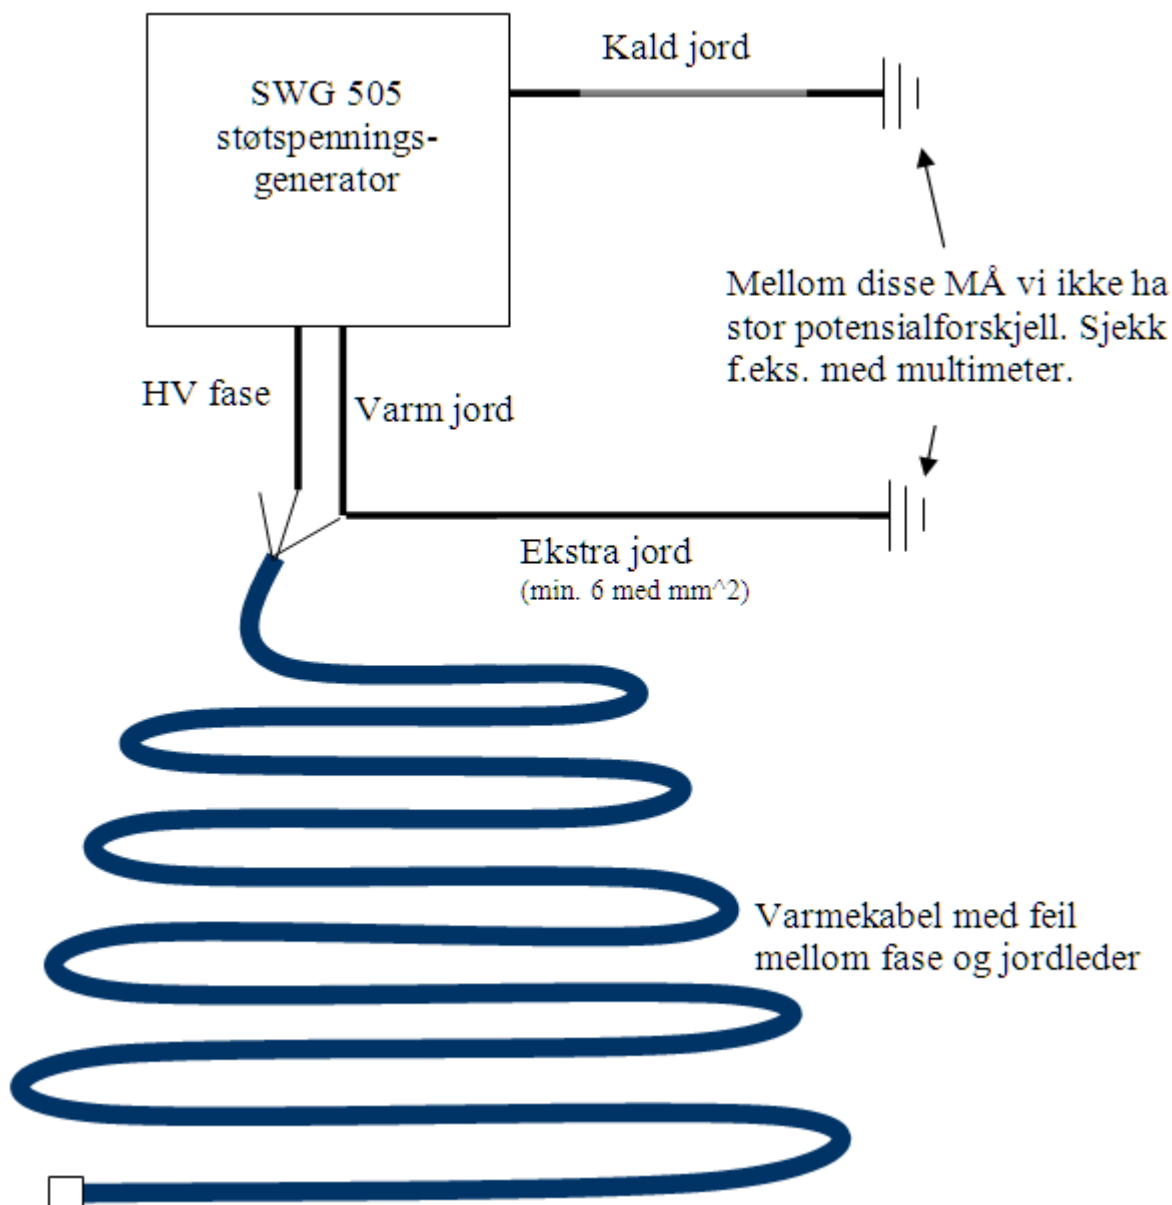 SWG 505
støtspennings-
generator
Kald jord
Mellom disse MÅ vi ikke ha
stor potensialforskjell. Sjekk
f.eks. med multimeter.
HV fase
Varm jord
Ekstra jord
(min. 6 med mm^2)
Varmekabel med feil
mellom fase og jordleder